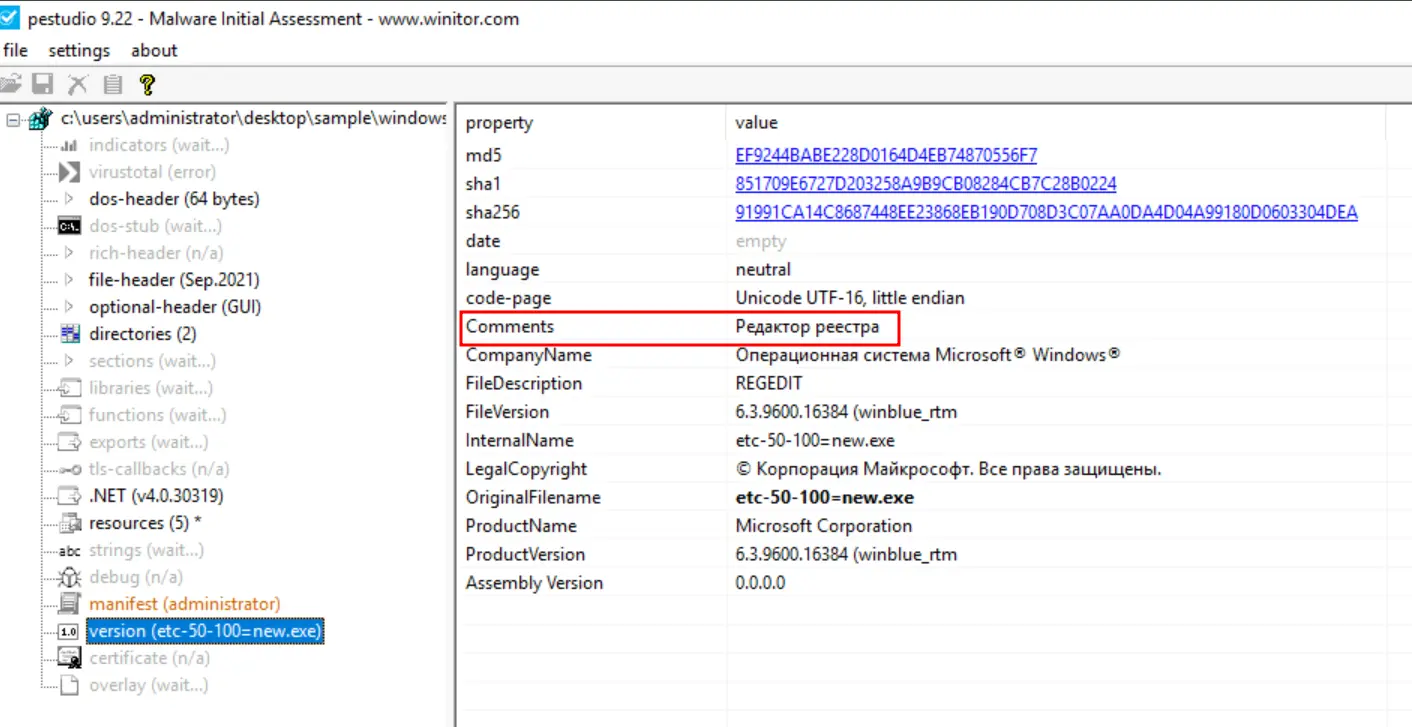 pestudio 9.22 - Malware Initial Assessment - www.winitor.com
file settings about
c:\users\administrator\desktop\sample\windows
indicators (wait...)
virustotal (error)
dos-header (64 bytes)
dos-stub (wait...)
rich-header (n/a)
file-header (Sep.2021)
optional-header (GUI)
directories (2)
sections (wait...)
libraries (wait...)
functions (wait...)
exports (wait...)
tls-callbacks (n/a)
.NET (v4.0.30319)
resources (5) *
abc strings (wait...)
debug (n/a)
manifest (administrator)
1.0 version (etc-50-100=new.exe)
certificate (n/a)
overlay (wait...)
property value
md5 EF9244BABE228D0164D4EB74870556F7
sha1 851709E6727D203258A9B9CB08284CB7C28B0224
sha256 91991CA14C8687448EE23868EB190D708D3C07AA0DA4D04A99180D0603304DEA
date empty
language neutral
code-page Unicode UTF-16, little endian
Comments Редактор реестра
CompanyName Операционная система Microsoft® Windows®
FileDescription REGEDIT
FileVersion 6.3.9600.16384 (winblue_rtm
InternalName etc-50-100=new.exe
LegalCopyright © Корпорация Майкрософт. Все права защищены.
OriginalFilename etc-50-100=new.exe
ProductName Microsoft Corporation
ProductVersion 6.3.9600.16384 (winblue_rtm
Assembly Version 0.0.0.0